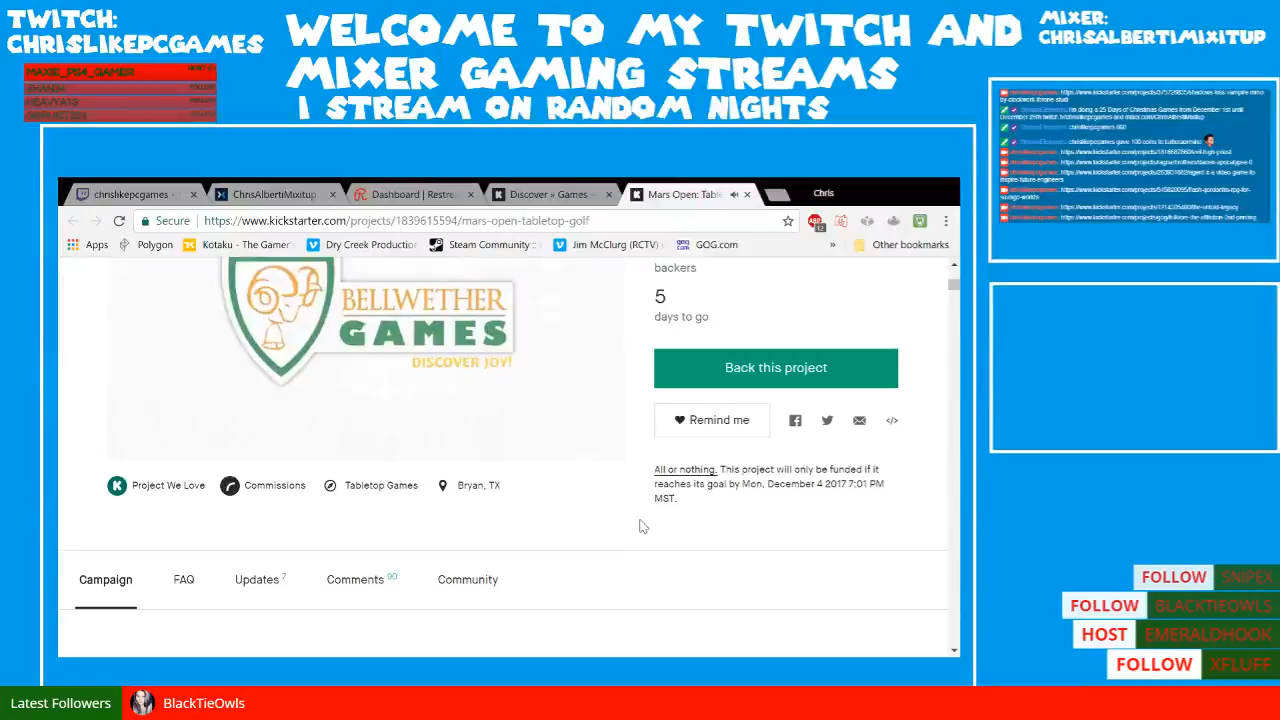 TWITCH:
CHRISLIKEPCGAMES
WELCOME TO MY TWITCH AND
MIXER GAMING STREAMS
I STREAM ON RANDOM NIGHTS
MIXER:
CHRISALBERTIMIXITUP
MAXIE_PS4_GAMER
FOLLOW
FOLLOW
chrislikepcgames
ChrisAlbertiMixitup
Dashboard | Restre
Discover » Games
Mars Open: Table
Chris
Secure
https://www.kickstarter.com/projects/1839615594/mars-open-tabletop-golf
12
Apps
Polygon
Kotaku - The Gamer's
Dry Creek Production
Steam Community ::
Jim McClurg (RCTV)
GOG.com
»
Other bookmarks
BELLWETHER
GAMES
DISCOVER JOY!
backers
5
days to go
Back this project
Remind me
All or nothing. This project will only be funded if it
reaches its goal by Mon, December 4 2017 7:01 PM
MST.
Project We Love
Commissions
Tabletop Games
Bryan, TX
Campaign
FAQ
Updates 7
Comments 90
Community
FOLLOW SNIPEX
FOLLOW BLACKTIEOWLS
HOST EMERALDHOOK
FOLLOW XFLUFF
Latest Followers
BlackTieOwls